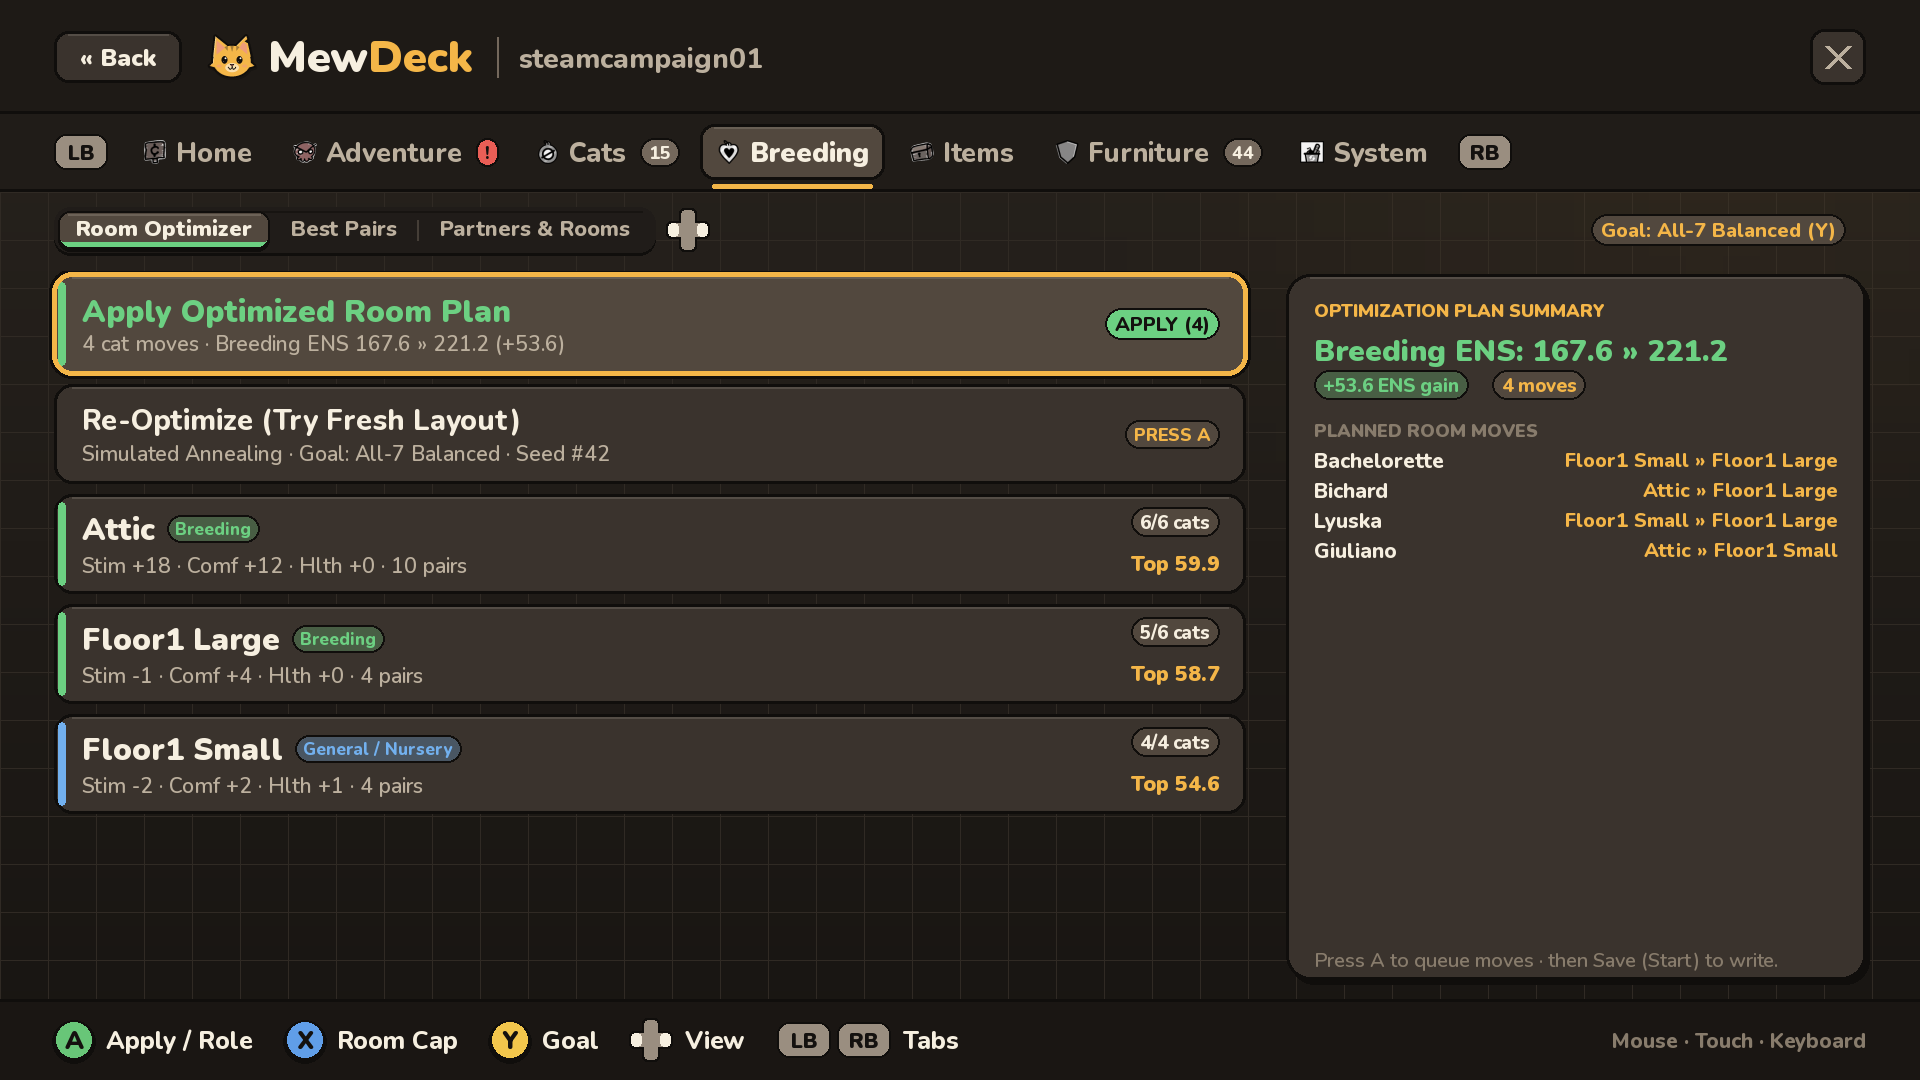 « Back
MewDeck
steamcampaign01
LB
Home
Adventure
!
Cats
15
Breeding
Items
Furniture
44
System
RB
Room Optimizer
Best Pairs
Partners & Rooms
Goal: All-7 Balanced (Y)
Apply Optimized Room Plan
4 cat moves · Breeding ENS 167.6 » 221.2 (+53.6)
APPLY (4)
Re-Optimize (Try Fresh Layout)
Simulated Annealing · Goal: All-7 Balanced · Seed #42
PRESS A
Attic
Breeding
Stim +18 · Comf +12 · Hlth +0 · 10 pairs
6/6 cats
Top 59.9
Floor1 Large
Breeding
Stim -1 · Comf +4 · Hlth +0 · 4 pairs
5/6 cats
Top 58.7
Floor1 Small
General / Nursery
Stim -2 · Comf +2 · Hlth +1 · 4 pairs
4/4 cats
Top 54.6
OPTIMIZATION PLAN SUMMARY
Breeding ENS: 167.6 » 221.2
+53.6 ENS gain
4 moves
PLANNED ROOM MOVES
Bachelorette Floor1 Small » Floor1 Large
Bichard Attic » Floor1 Large
Lyuska Floor1 Small » Floor1 Large
Giuliano Attic » Floor1 Small
Press A to queue moves · then Save (Start) to write.
A Apply / Role
X Room Cap
Y Goal
View
LB RB Tabs
Mouse · Touch · Keyboard